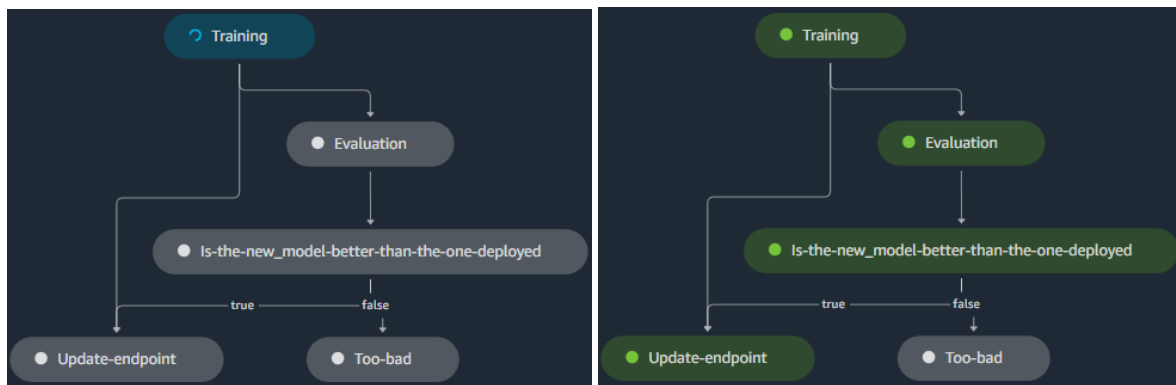 Training
Evaluation
Is-the-new_model-better-than-the-one-deployed
true
false
Update-endpoint
Too-bad
Training
Evaluation
Is-the-new_model-better-than-the-one-deployed
true
false
Update-endpoint
Too-bad